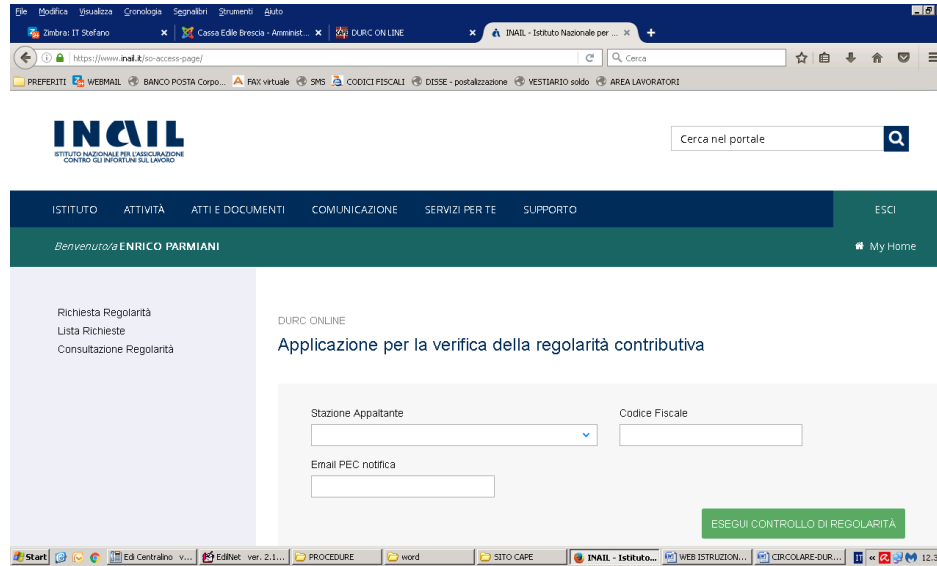 File Modifica Visualizza Cronologia Segnalibri Strumenti Aiuto
Zimbra: IT Stefano Cassa Edile Brescia - Amminist... DURC ON LINE INAIL - Istituto Nazionale per ...
https://www.inail.it/so-access-page/ Cerca
PREFERITI WEBMAIL BANCO POSTA Corpo... FAX virtuale SMS CODICI FISCALI DISSE - postalizzazione VESTIARIO soldo AREA LAVORATORI
INAIL
ISTITUTO NAZIONALE PER L'ASSICURAZIONE
CONTRO GLI INFORTUNI SUL LAVORO
Cerca nel portale
ISTITUTO ATTIVITÀ ATTI E DOCUMENTI COMUNICAZIONE SERVIZI PER TE SUPPORTO ESCI
Benvenuto/a ENRICO PARMIANI My Home
Richiesta Regolarità
Lista Richieste
Consultazione Regolarità
DURC ONLINE
Applicazione per la verifica della regolarità contributiva
Stazione Appaltante Codice Fiscale
Email PEC notifica
ESEGUI CONTROLLO DI REGOLARITÀ
Start Edi Centralino v... EdiNet ver. 2.1... PROCEDURE word SITO CAPE INAIL - Istituto... WEB ISTRUZION... CIRCOLARE-DUR... IT « 12.3